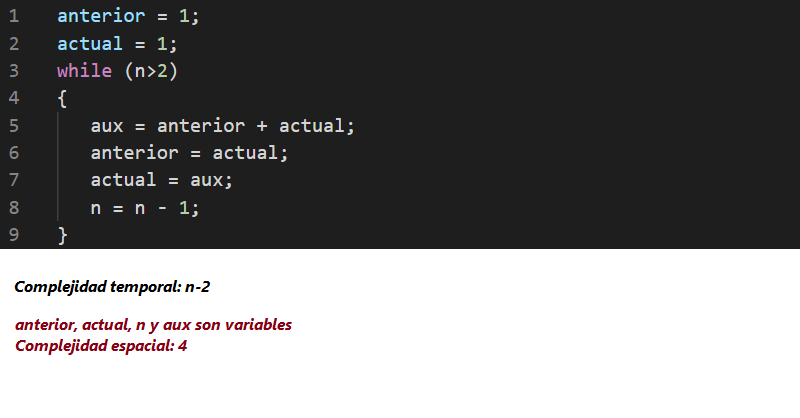 1 anterior = 1;
2 actual = 1;
3 while (n>2)
4 {
5 aux = anterior + actual;
6 anterior = actual;
7 actual = aux;
8 n = n - 1;
9 }
Complejidad temporal: n-2
anterior, actual, n y aux son variables
Complejidad espacial: 4